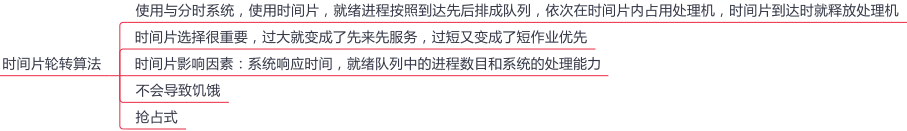 使用与分时系统，使用时间片，就绪进程按照到达先后排成队列，依次在时间片内占用处理机，时间片到达时就释放处理机
时间片选择很重要，过大就变成了先来先服务，过短又变成了短作业优先
时间片轮转算法
时间片影响因素：系统响应时间，就绪队列中的进程数目和系统的处理能力
不会导致饥饿
抢占式